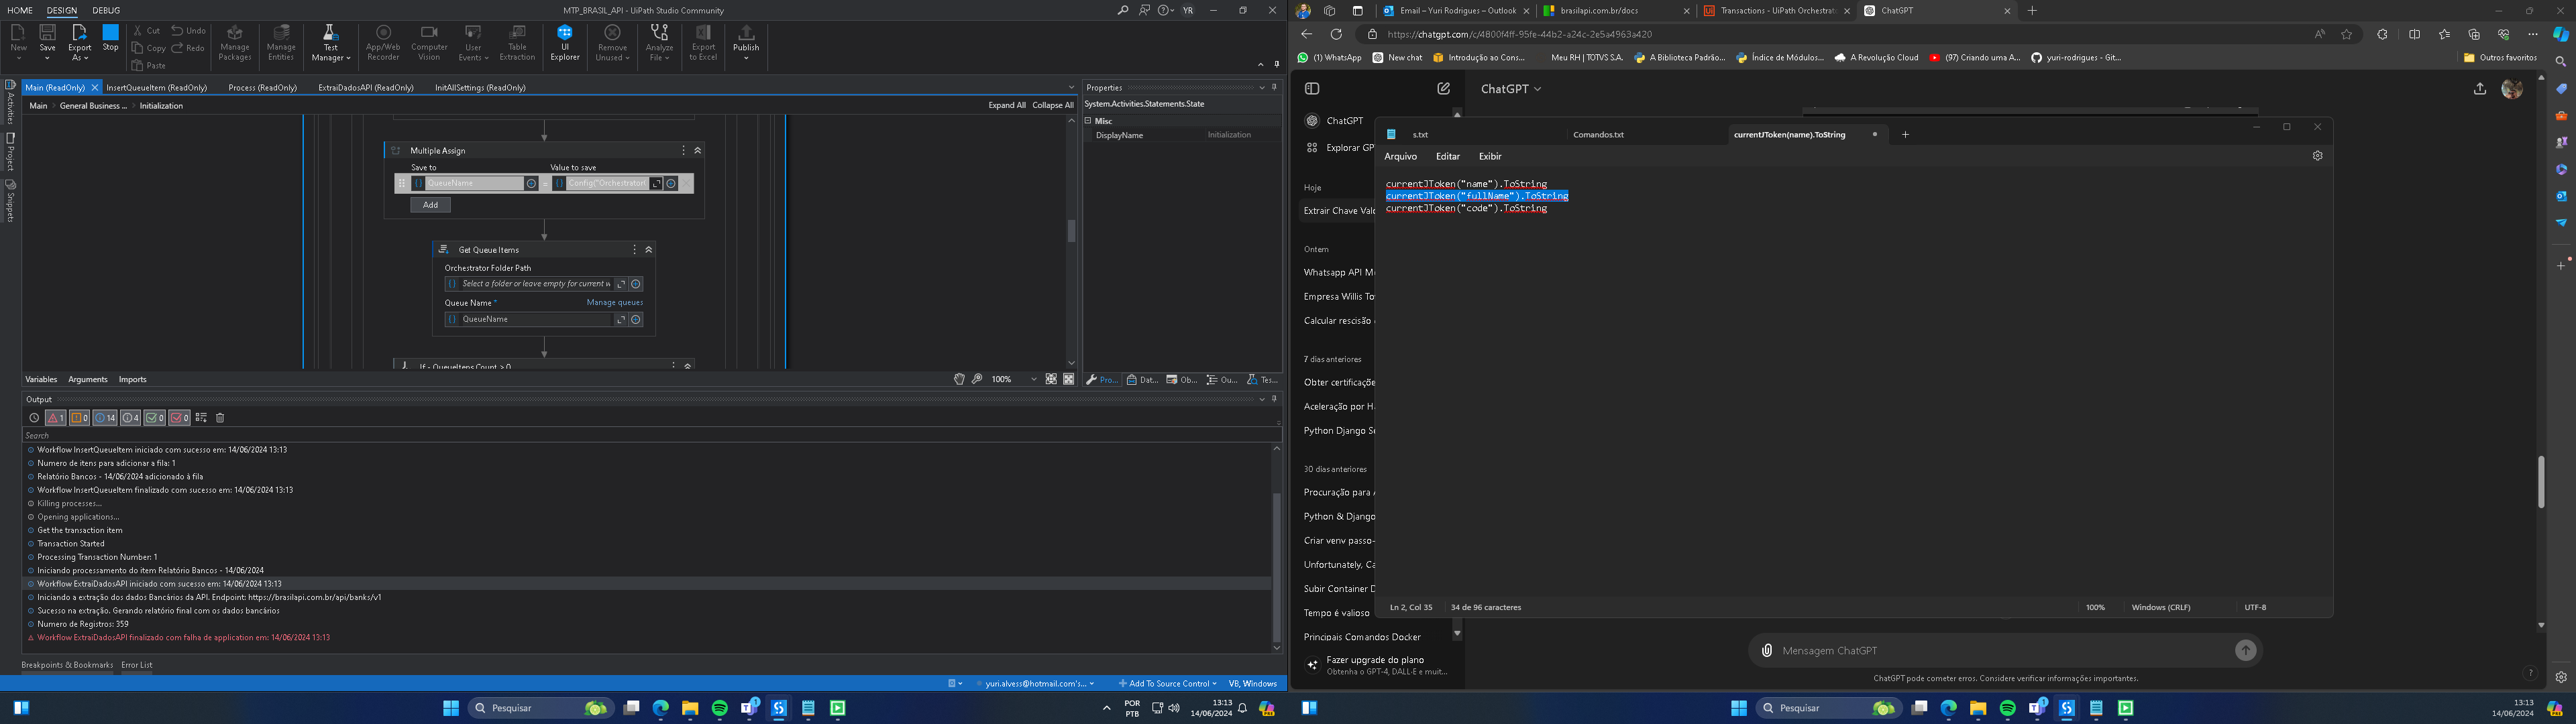 HOME DESIGN DEBUG
MTP_BRASIL_API - UiPath Studio Community
YR
New Save Export As Stop
Cut Undo
Copy Redo
Paste
Manage Packages
Manage Entities
Test Manager
App/Web Recorder
Computer Vision
User Events
Table Extraction
UI Explorer
Remove Unused
Analyze File
Export to Excel
Publish
Main (ReadOnly) InsertQueueItem (ReadOnly) Process (ReadOnly) ExtraiDadosAPI (ReadOnly) InitAllSettings (ReadOnly)
Main General Business ... Initialization
Expand All Collapse All
Activities
Project
Snippets
Multiple Assign
Save to Value to save
QueueName = Config("Orchestrator
Add
Get Queue Items
Orchestrator Folder Path
Select a folder or leave empty for current w
Queue Name * Manage queues
QueueName
If - QueueItens Count > 0
Variables Arguments Imports
100%
Properties
System.Activities.Statements.State
Misc
DisplayName Initialization
Pro... Dat... Ob... Ou... Tes...
Output
1 0 14 4 0 0
Search
Workflow InsertQueueItem iniciado com sucesso em: 14/06/2024 13:13
Numero de itens para adicionar a fila: 1
Relatório Bancos - 14/06/2024 adicionado à fila
Workflow InsertQueueItem finalizado com sucesso em: 14/06/2024 13:13
Killing processes...
Opening applications...
Get the transaction item
Transaction Started
Processing Transaction Number: 1
Iniciando processamento do item Relatório Bancos - 14/06/2024
Workflow ExtraiDadosAPI iniciado com sucesso em: 14/06/2024 13:13
Iniciando a extração dos dados Bancários da API. Endpoint: https://brasilapi.com.br/api/banks/v1
Sucesso na extração. Gerando relatório final com os dados bancários
Numero de Registros: 359
Workflow ExtraiDadosAPI finalizado com falha de application em: 14/06/2024 13:13
Breakpoints & Bookmarks Error List
yuri.alvess@hotmail.com's... Add To Source Control VB, Windows
Pesquisar
POR
PTB
13:13
14/06/2024
Email – Yuri Rodrigues – Outlook
brasilapi.com.br/docs
Transactions - UiPath Orchestrat
ChatGPT
https://chatgpt.com/c/4800f4ff-95fe-44b2-a24c-2e5a4963a420
(1) WhatsApp New chat Introdução ao Cons... Meu RH | TOTVS S.A. A Biblioteca Padrão... Índice de Módulos... A Revolução Cloud (97) Criando uma A... yuri-rodrigues - Git... Outros favoritos
ChatGPT
ChatGPT
Explorar GP
Hoje
Extrair Chave Valo
Ontem
Whatsapp API M
Empresa Willis To
Calcular rescisão
7 dias anteriores
Obter certificaçõe
Aceleração por Ha
Python Django Se
30 dias anteriores
Procuração para A
Python & Django
Criar venv passo-
Unfortunately, Ca
Subir Container D
Tempo é valioso
Principais Comandos Docker
Fazer upgrade do plano
Obtenha o GPT-4, DALL·E e muit...
s.txt Comandos.txt currentJToken(name).ToString
Arquivo Editar Exibir
currentJToken("name").ToString
currentJToken("fullName").ToString
currentJToken("code").ToString
Ln 2, Col 35 34 de 96 caracteres 100% Windows (CRLF) UTF-8
Mensagem ChatGPT
ChatGPT pode cometer erros. Considere verificar informações importantes.
Pesquisar
13:13
14/06/2024